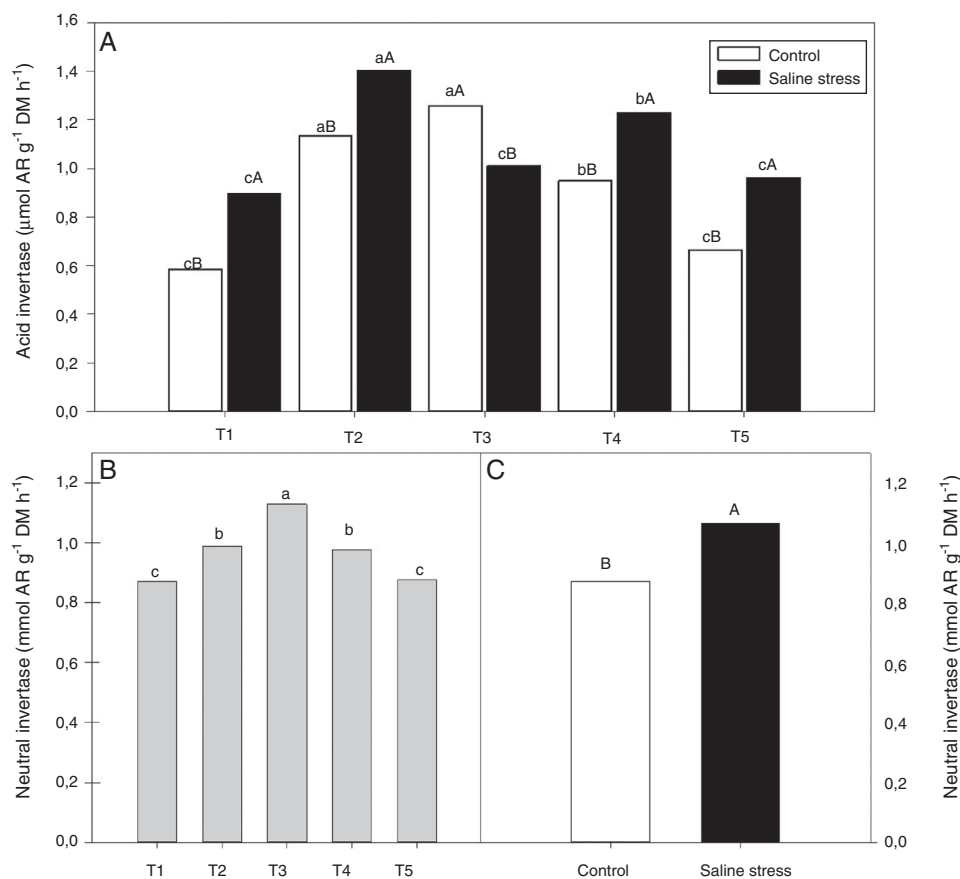 A
Control
Saline stress
Acid invertase (μmol AR g⁻¹ DM h⁻¹)
1,6
1,4
1,2
1,0
0,8
0,6
0,4
0,2
0,0
cB
cA
aB
aA
aA
cB
bB
bA
cB
cA
T1 T2 T3 T4 T5
B
Neutral invertase (mmol AR g⁻¹ DM h⁻¹)
1,2
1,0
0,8
0,6
0,4
0,2
0,0
c
b
a
b
c
T1 T2 T3 T4 T5
C
B
A
Control Saline stress
1,2
1,0
0,8
0,6
0,4
0,2
0,0
Neutral invertase (mmol AR g⁻¹ DM h⁻¹)